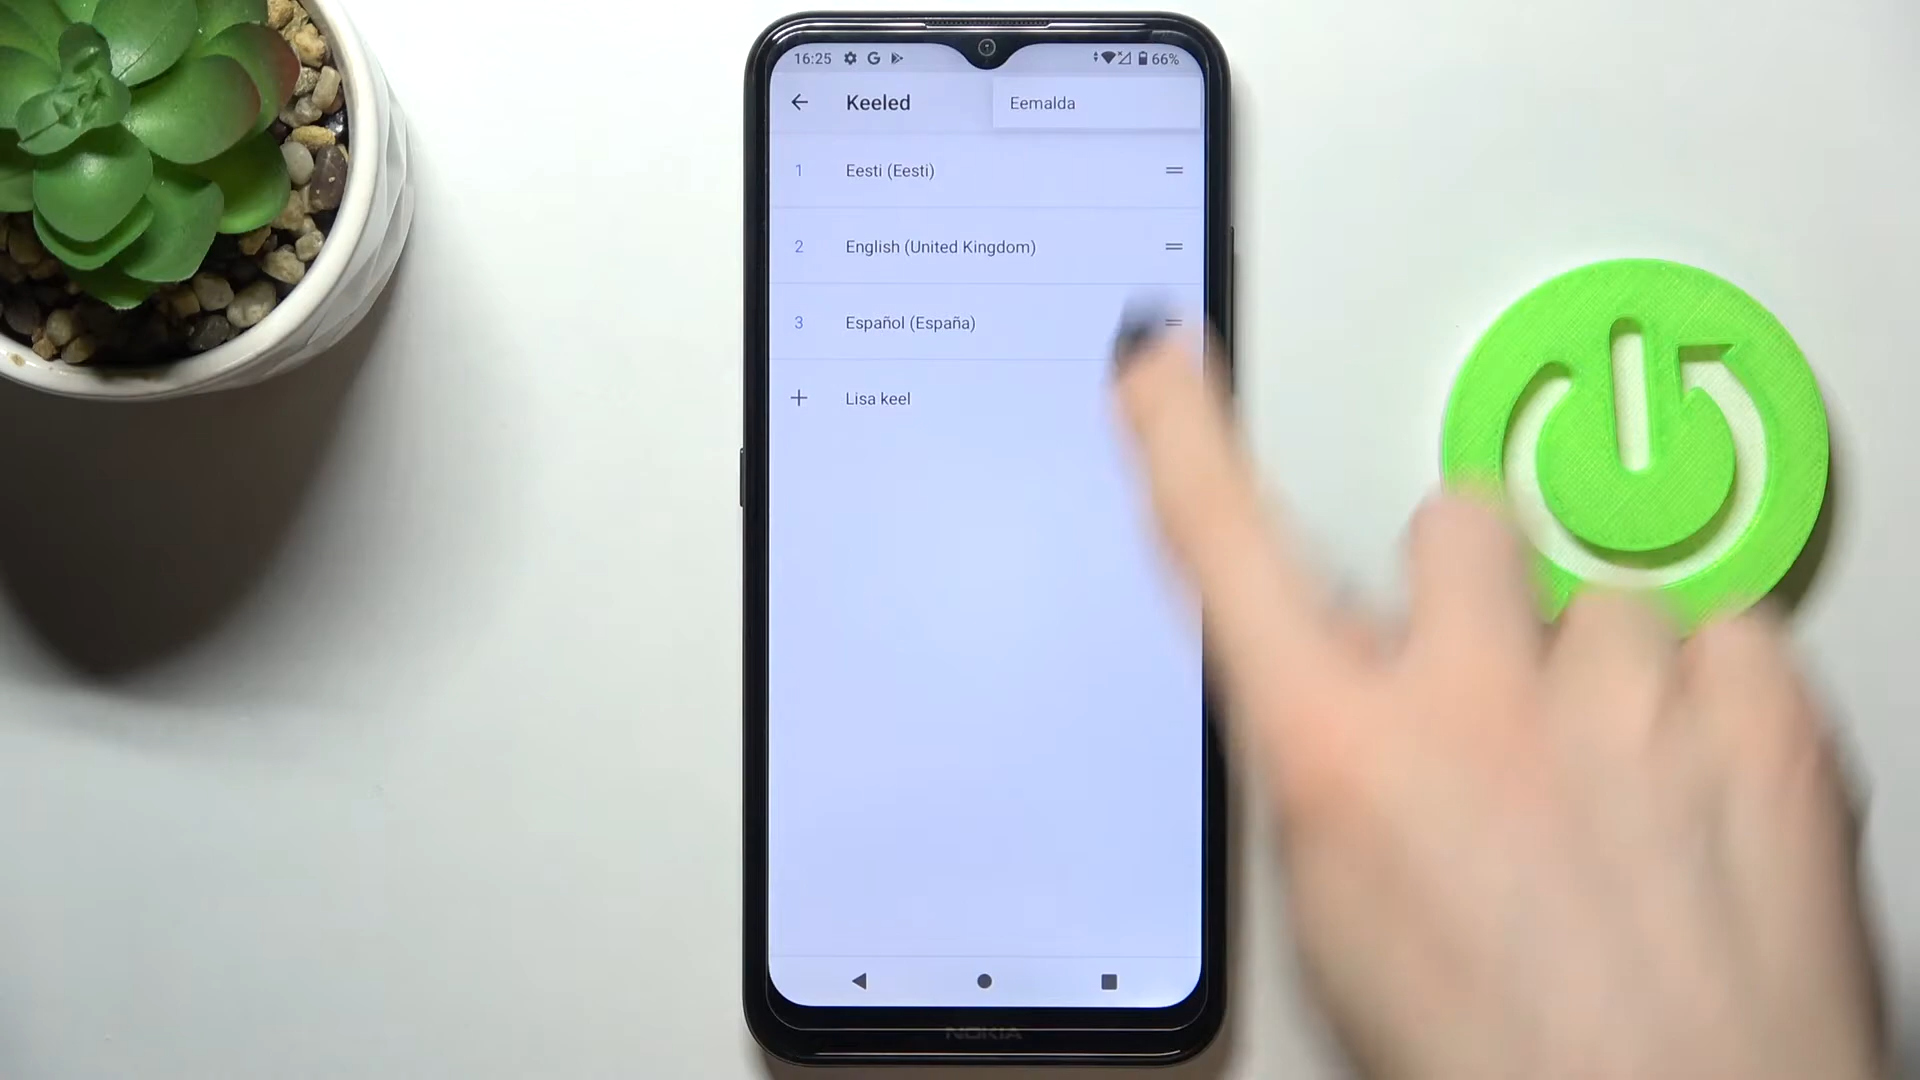 16:25 66%
Keeled
Eemalda
1 Eesti (Eesti)
2 English (United Kingdom)
3 Español (España)
+ Lisa keel
NOKIA